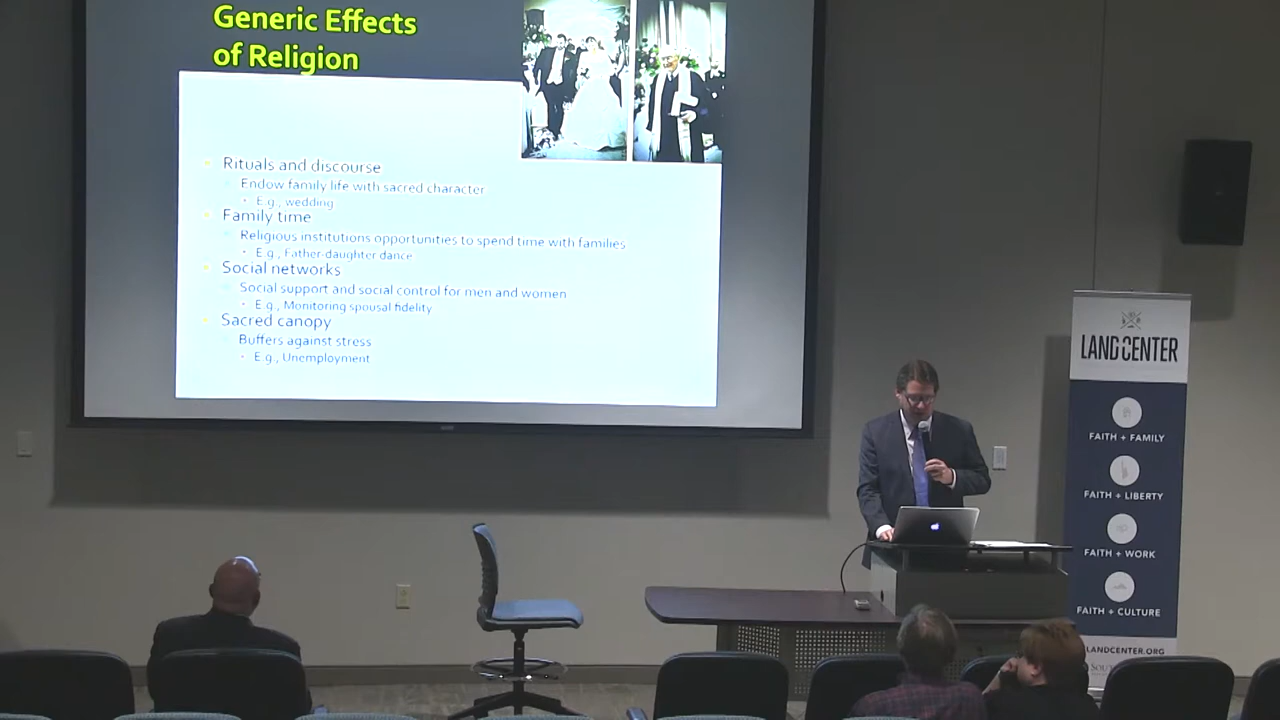 Generic Effects
of Religion
Rituals and discourse
Endow family life with sacred character
E.g., wedding
Family time
Religious institutions opportunities to spend time with families
E.g., Father-daughter dance
Social networks
Social support and social control for men and women
E.g., Monitoring spousal fidelity
Sacred canopy
Buffers against stress
E.g., Unemployment
LAND CENTER
FAITH + FAMILY
FAITH + LIBERTY
FAITH + WORK
FAITH + CULTURE
LANDCENTER.ORG